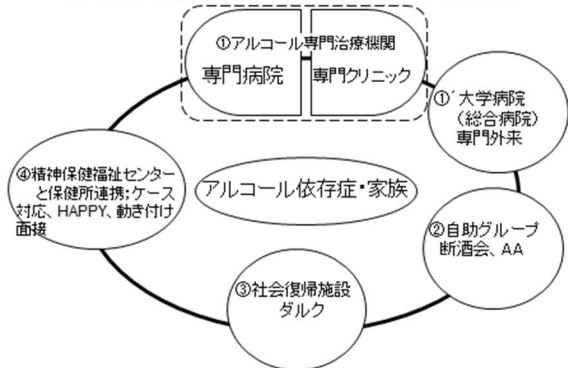 ①アルコール専門治療機関
専門病院
専門クリニック
①´大学病院
(総合病院)
専門外来
④精神保健福祉センター
と保健所連携;ケース
対応、HAPPY、動き付け
面接
アルコール依存症・家族
②自助グループ
断酒会、AA
③社会復帰施設
ダルク